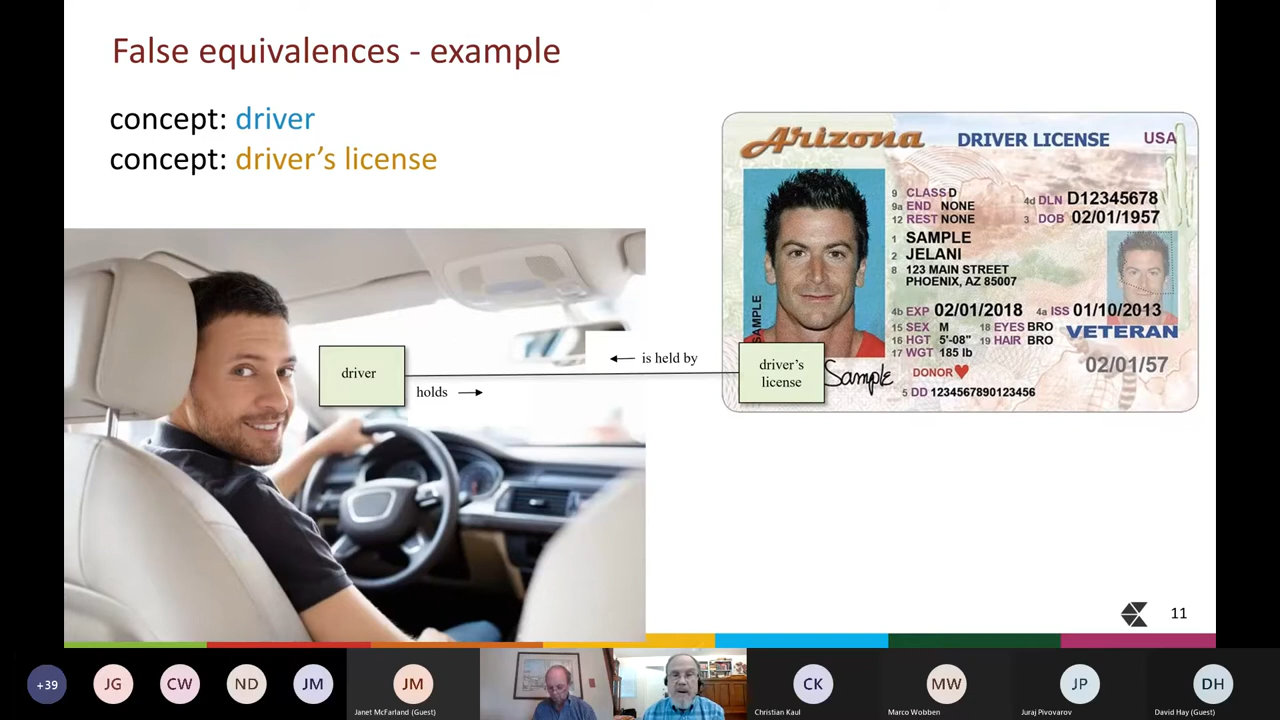 False equivalences - example
concept: driver
concept: driver's license
Arizona DRIVER LICENSE USA
9 CLASS D
9a END NONE
12 REST NONE
4d DLN D12345678
3 DOB 02/01/1957
1 SAMPLE
2 JELANI
8 123 MAIN STREET
PHOENIX, AZ 85007
4b EXP 02/01/2018 4a ISS 01/10/2013
15 SEX M 18 EYES BRO
16 HGT 5'-08" 19 HAIR BRO
17 WGT 185 lb
VETERAN
02/01/57
DONOR
5 DD 1234567890123456
SAMPLE
Sample
driver
holds →
← is held by
driver's
license
11
+39
JG
CW
ND
JM
JM
Janet McFarland (Guest)
CK
Christian Kaul
MW
Marco Wobben
JP
Juraj Pivovarov
DH
David Hay (Guest)